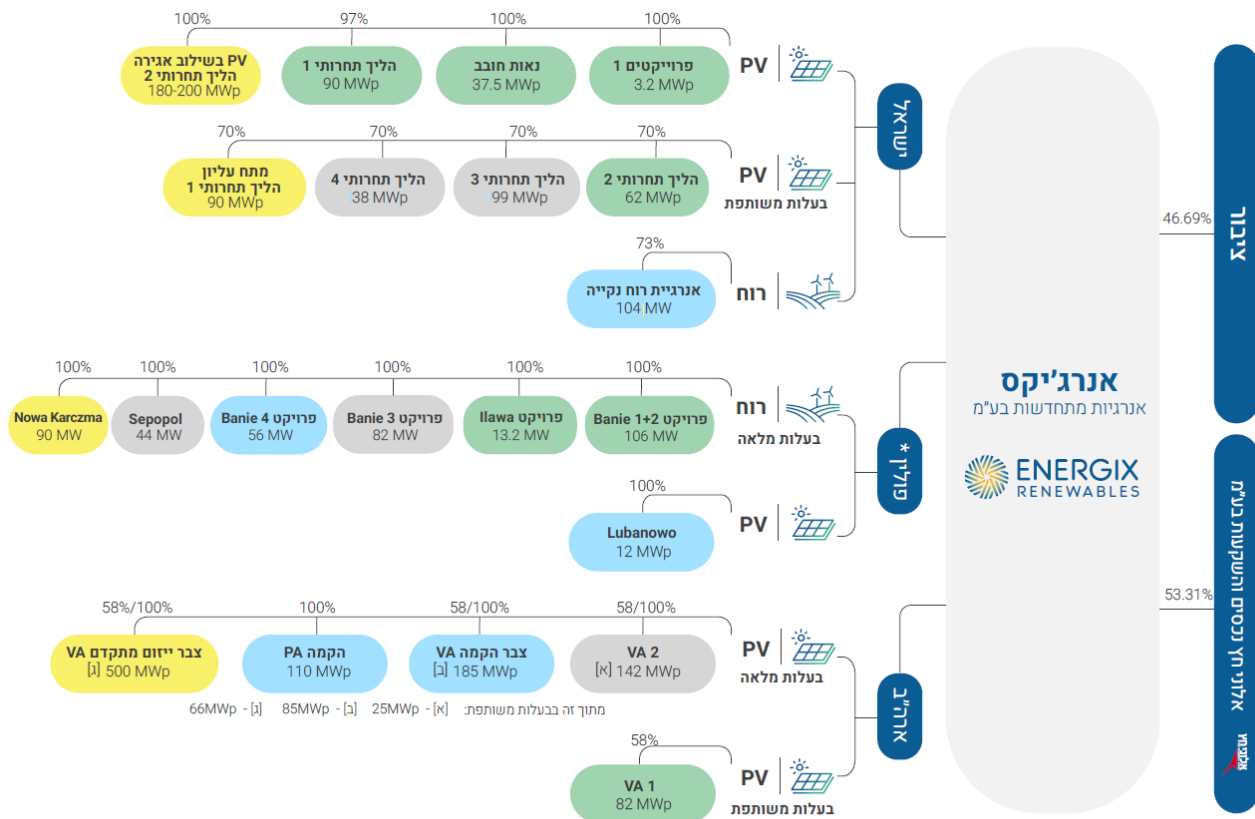 ציבור
אלוני חץ נכסים והשקעות בע"מ
אלוני חץ
46.69%
53.31%
אנרג'יקס
אנרגיות מתחדשות בע"מ
ENERGIX
RENEWABLES
ישראל
PV
100%
פרוייקטים 1
3.2 MWp
100%
נאות חובב
37.5 MWp
97%
הליך תחרותי 1
90 MWp
100%
PV בשילוב אגירה
הליך תחרותי 2
180-200 MWp
PV
בעלות משותפת
70%
הליך תחרותי 2
62 MWp
70%
הליך תחרותי 3
99 MWp
70%
הליך תחרותי 4
38 MWp
70%
מתח עליון
הליך תחרותי 1
90 MWp
רוח
73%
אנרגיית רוח נקייה
104 MW
פולין *
רוח
בעלות מלאה
100%
פרויקט Banie 1+2
106 MW
100%
פרויקט Ilawa
13.2 MW
100%
פרויקט Banie 3
82 MW
100%
פרויקט Banie 4
56 MW
100%
Sepopol
44 MW
100%
Nowa Karczma
90 MW
PV
100%
Lubanowo
12 MWp
ארה"ב
PV
בעלות מלאה
58/100%
VA 2
142 MWp [א]
58/100%
צבר הקמה VA
185 MWp [ב]
100%
הקמה PA
110 MWp
58%/100%
צבר ייזום מתקדם VA
500 MWp [ג]
מתוך זה בבעלות משותפת: [א] - 25MWp [ב] - 85MWp [ג] - 66MWp
PV
בעלות משותפת
58%
VA 1
82 MWp